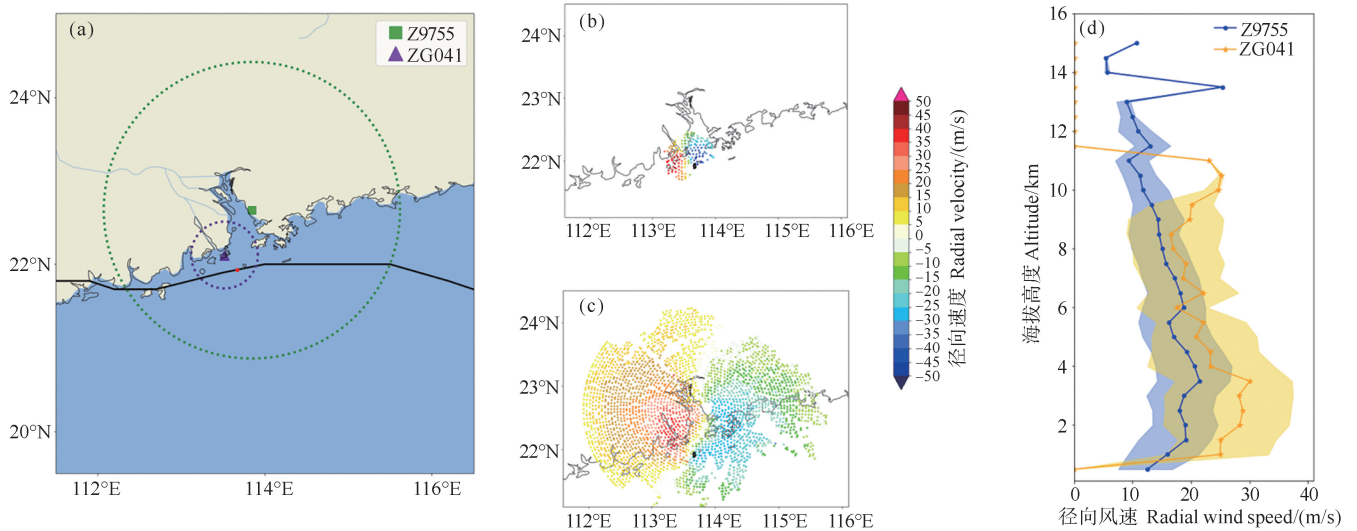 (a)
Z9755
ZG041
24°N
22°N
20°N
112°E
114°E
116°E
(b)
24°N
23°N
22°N
112°E
113°E
114°E
115°E
116°E
(c)
24°N
23°N
22°N
21°N
112°E
113°E
114°E
115°E
116°E
50
45
40
35
30
25
20
15
10
5
0
−5
−10
−15
−20
−25
−30
−35
−40
−45
−50
径向速度 Radial velocity/(m/s)
(d)
Z9755
ZG041
16
14
12
10
8
6
4
2
海拔高度 Altitude/km
0
10
20
30
40
径向风速 Radial wind speed/(m/s)